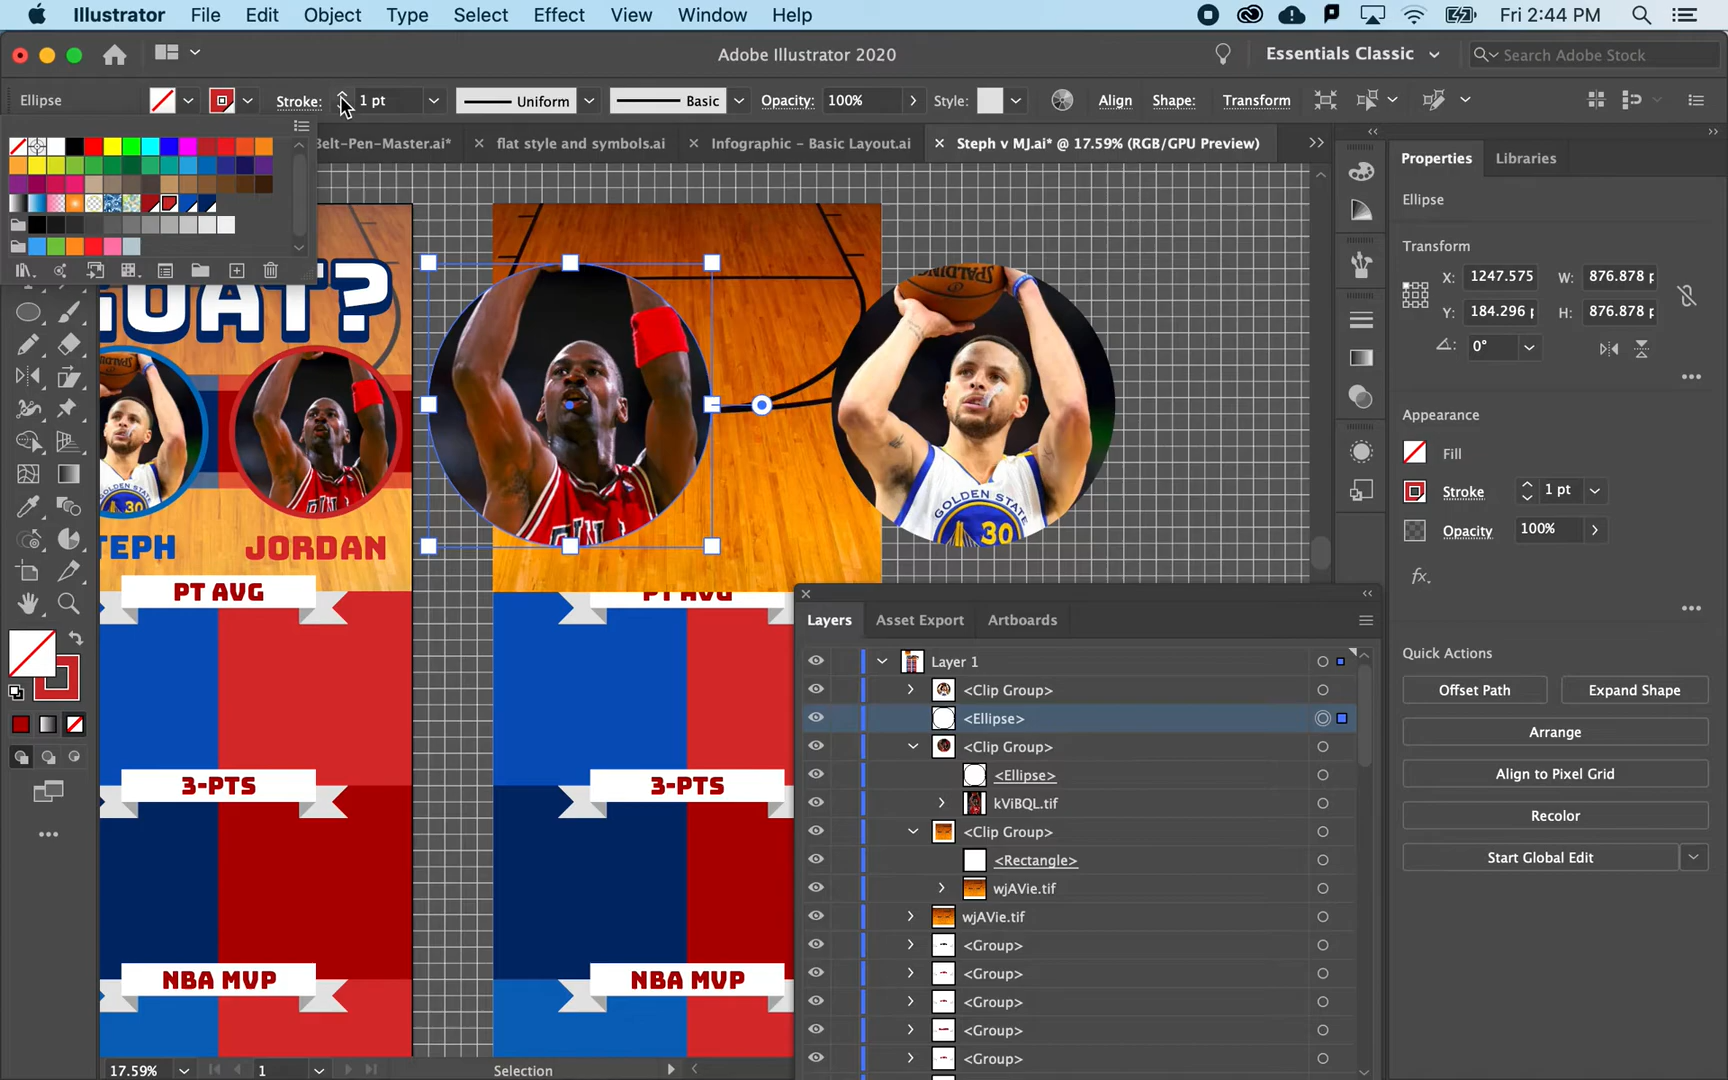 Illustrator File Edit Object Type Select Effect View Window Help
Fri 2:44 PM
Adobe Illustrator 2020
Essentials Classic
Search Adobe Stock
Ellipse
Stroke: 1 pt
Uniform
Basic
Opacity: 100%
Style:
Align
Shape:
Transform
Belt-Pen-Master.ai*
flat style and symbols.ai
Infographic - Basic Layout.ai
Steph v MJ.ai* @ 17.59% (RGB/GPU Preview)
GOAT?
SPALDING
GOLDEN STATE
30
TEPH
JORDAN
PT AVG
3-PTS
NBA MVP
PT AVG
3-PTS
NBA MVP
Layers
Asset Export
Artboards
Layer 1
<Clip Group>
<Ellipse>
<Clip Group>
<Ellipse>
kViBQL.tif
<Clip Group>
<Rectangle>
wjAVie.tif
wjAVie.tif
<Group>
<Group>
<Group>
<Group>
<Group>
Properties
Libraries
Ellipse
Transform
X: 1247.575
W: 876.878 p
Y: 184.296 p
H: 876.878 p
0°
Appearance
Fill
Stroke
1 pt
Opacity
100%
fx.
Quick Actions
Offset Path
Expand Shape
Arrange
Align to Pixel Grid
Recolor
Start Global Edit
17.59%
1
Selection